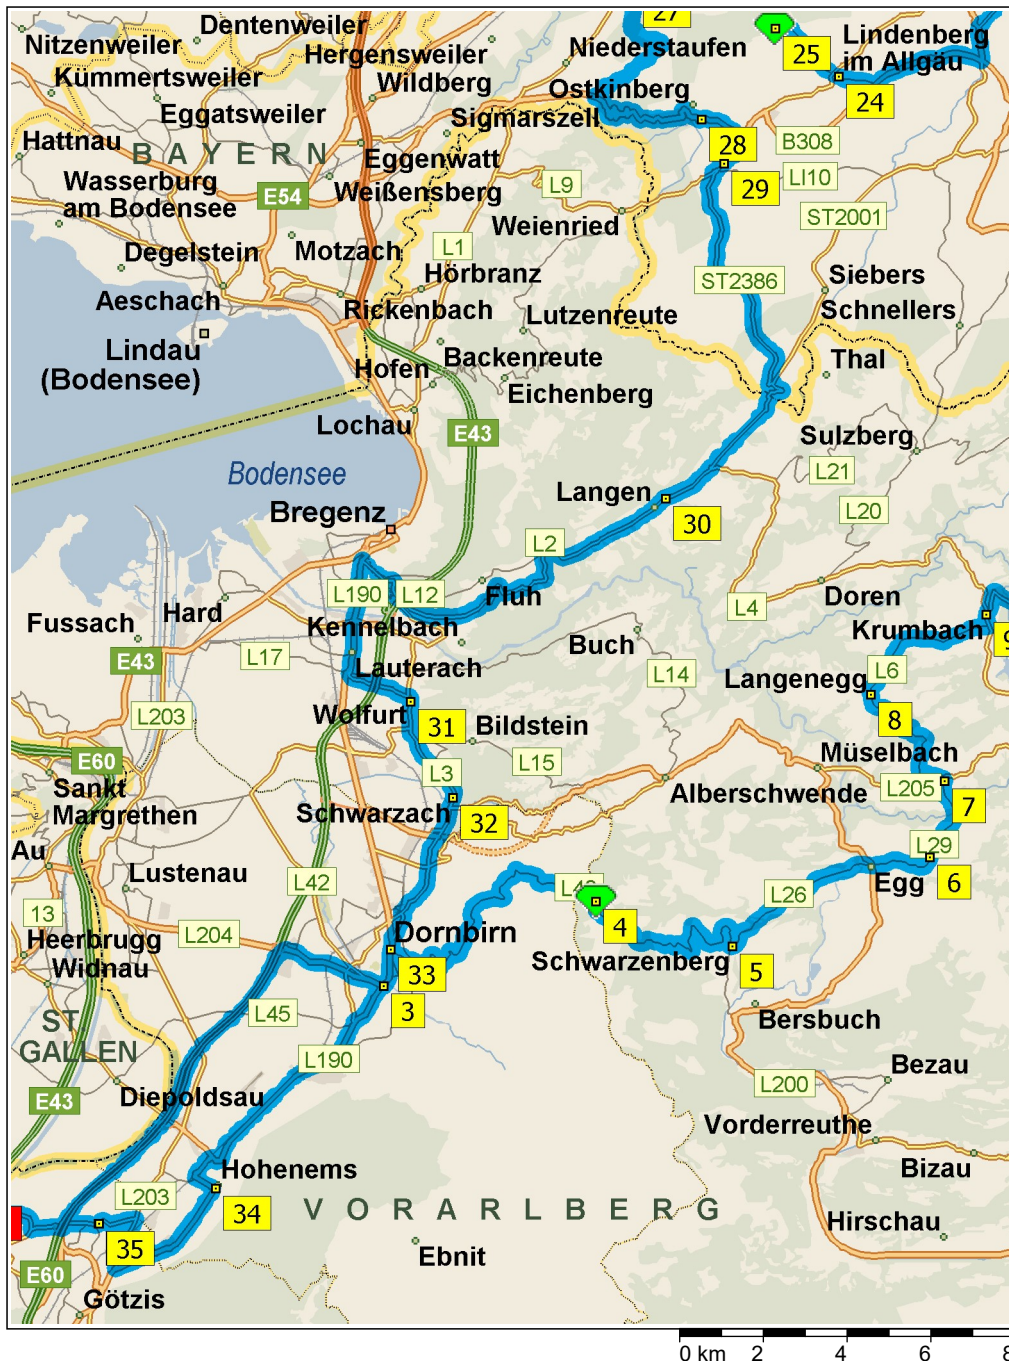 27
Dentenweiler
Nitzenweiler
Hergensweiler
Niederstaufen
25
Lindenberg
im Allgäu
Kümmertsweiler
Wildberg
Ostkinberg
24
Eggatsweiler
Sigmarszell
28
B308
Hattnau
BAYERN
Eggenwatt
29
LI10
Wasserburg
am Bodensee
E54
Weißensberg
L9
ST2001
Weienried
Degelstein
Motzach
L1
Hörbranz
ST2386
Siebers
Aeschach
Rickenbach
Lutzenreute
Schnellers
Lindau
(Bodensee)
Hofen
Backenreute
Thal
Eichenberg
Lochau
E43
Sulzberg
Bodensee
L21
Langen
Bregenz
30
L20
L2
L190
L12
Fluh
L4
Doren
Hard
Fussach
Kennelbach
Buch
Krumbach
9
E43
L17
Lauterach
L14
L6
Langenegg
L203
Wolfurt
31
Bildstein
8
Müselbach
E60
L3
L15
Sankt
Margrethen
Alberschwende
L205
7
Schwarzach
32
Au
L29
Lustenau
L42
Egg
6
13
L26
L204
4
Heerbrugg
Dornbirn
Widnau
33
Schwarzenberg
5
3
ST
GALLEN
L45
Bersbuch
L190
Bezau
E43
Diepoldsau
L200
Vorderreuthe
Hohenems
Bizau
L203
34
VORARLBERG
Hirschau
35
Ebnit
E60
Götzis
0 km 2 4 6 8